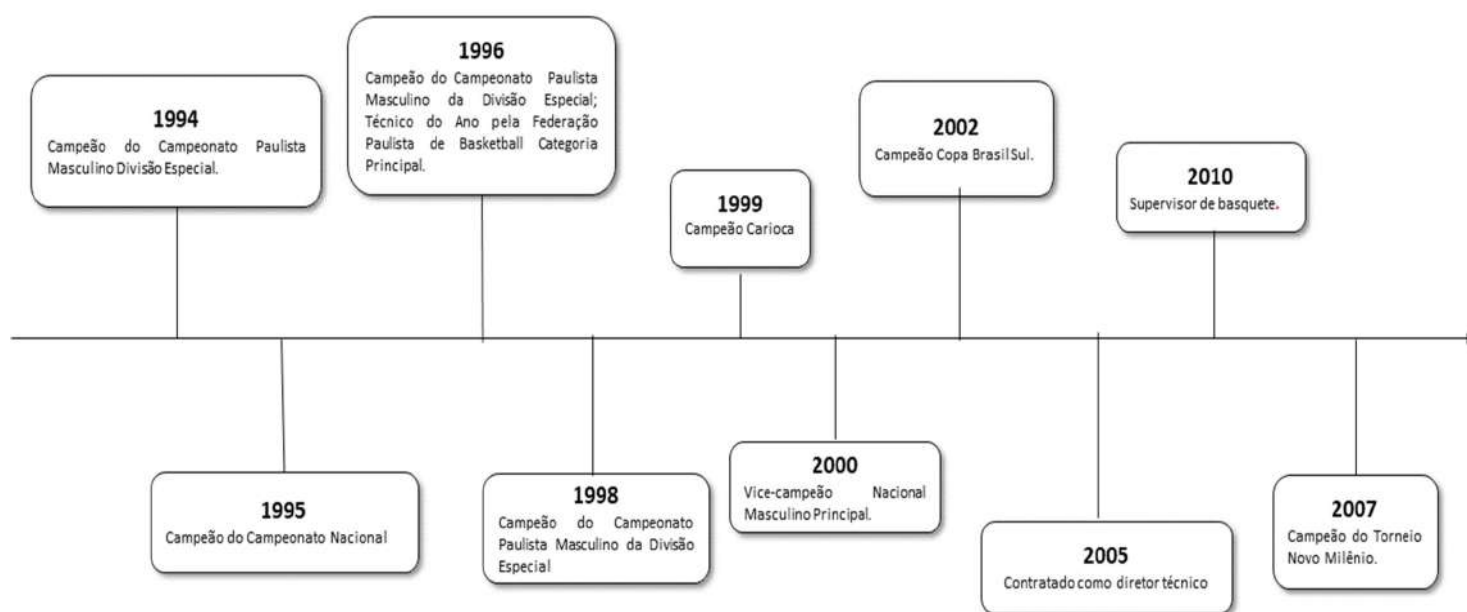 1994
Campeão do Campeonato Paulista
Masculino Divisão Especial.
1996
Campeão do Campeonato Paulista
Masculino da Divisão Especial;
Técnico do Ano pela Federação
Paulista de Basketball Categoria
Principal.
1999
Campeão Carioca
2002
Campeão Copa Brasil Sul.
2010
Supervisor de basquete.
1995
Campeão do Campeonato Nacional
1998
Campeão do Campeonato
Paulista Masculino da Divisão
Especial
2000
Vice-campeão Nacional
Masculino Principal.
2005
Contratado como diretor técnico
2007
Campeão do Torneio
Novo Milênio.